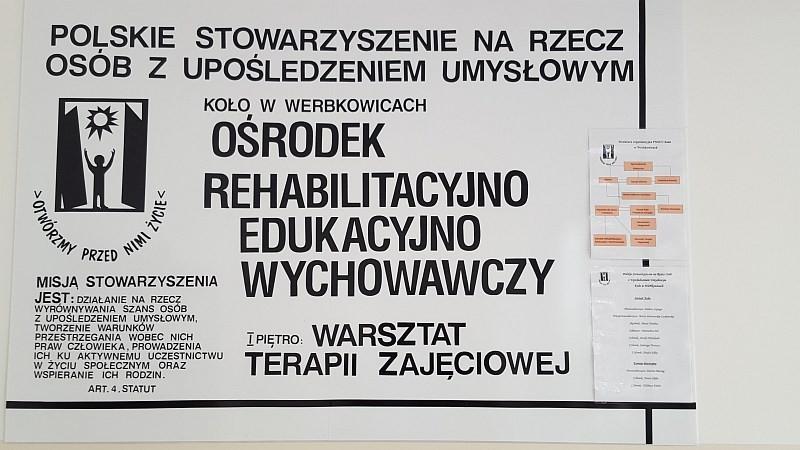 POLSKIE STOWARZYSZENIE NA RZECZ
OSÓB Z UPOŚLEDZENIEM UMYSŁOWYM
KOŁO W WERBKOWICACH
OŚRODEK
REHABILITACYJNO
EDUKACYJNO
WYCHOWAWCZY
OTWÓRZMY PRZED NIMI ŻYCIE
MISJĄ STOWARZYSZENIA
JEST: DZIAŁANIE NA RZECZ
WYRÓWNYWANIA SZANS OSÓB
Z UPOŚLEDZENIEM UMYSŁOWYM,
TWORZENIE WARUNKÓW
PRZESTRZEGANIA WOBEC NICH
PRAW CZŁOWIEKA, PROWADZENIA
ICH KU AKTYWNEMU UCZESTNICTWU
W ŻYCIU SPOŁECZNYM ORAZ
WSPIERANIE ICH RODZIN.
ART. 4, STATUT
I PIĘTRO: WARSZTAT
TERAPII ZAJĘCIOWEJ